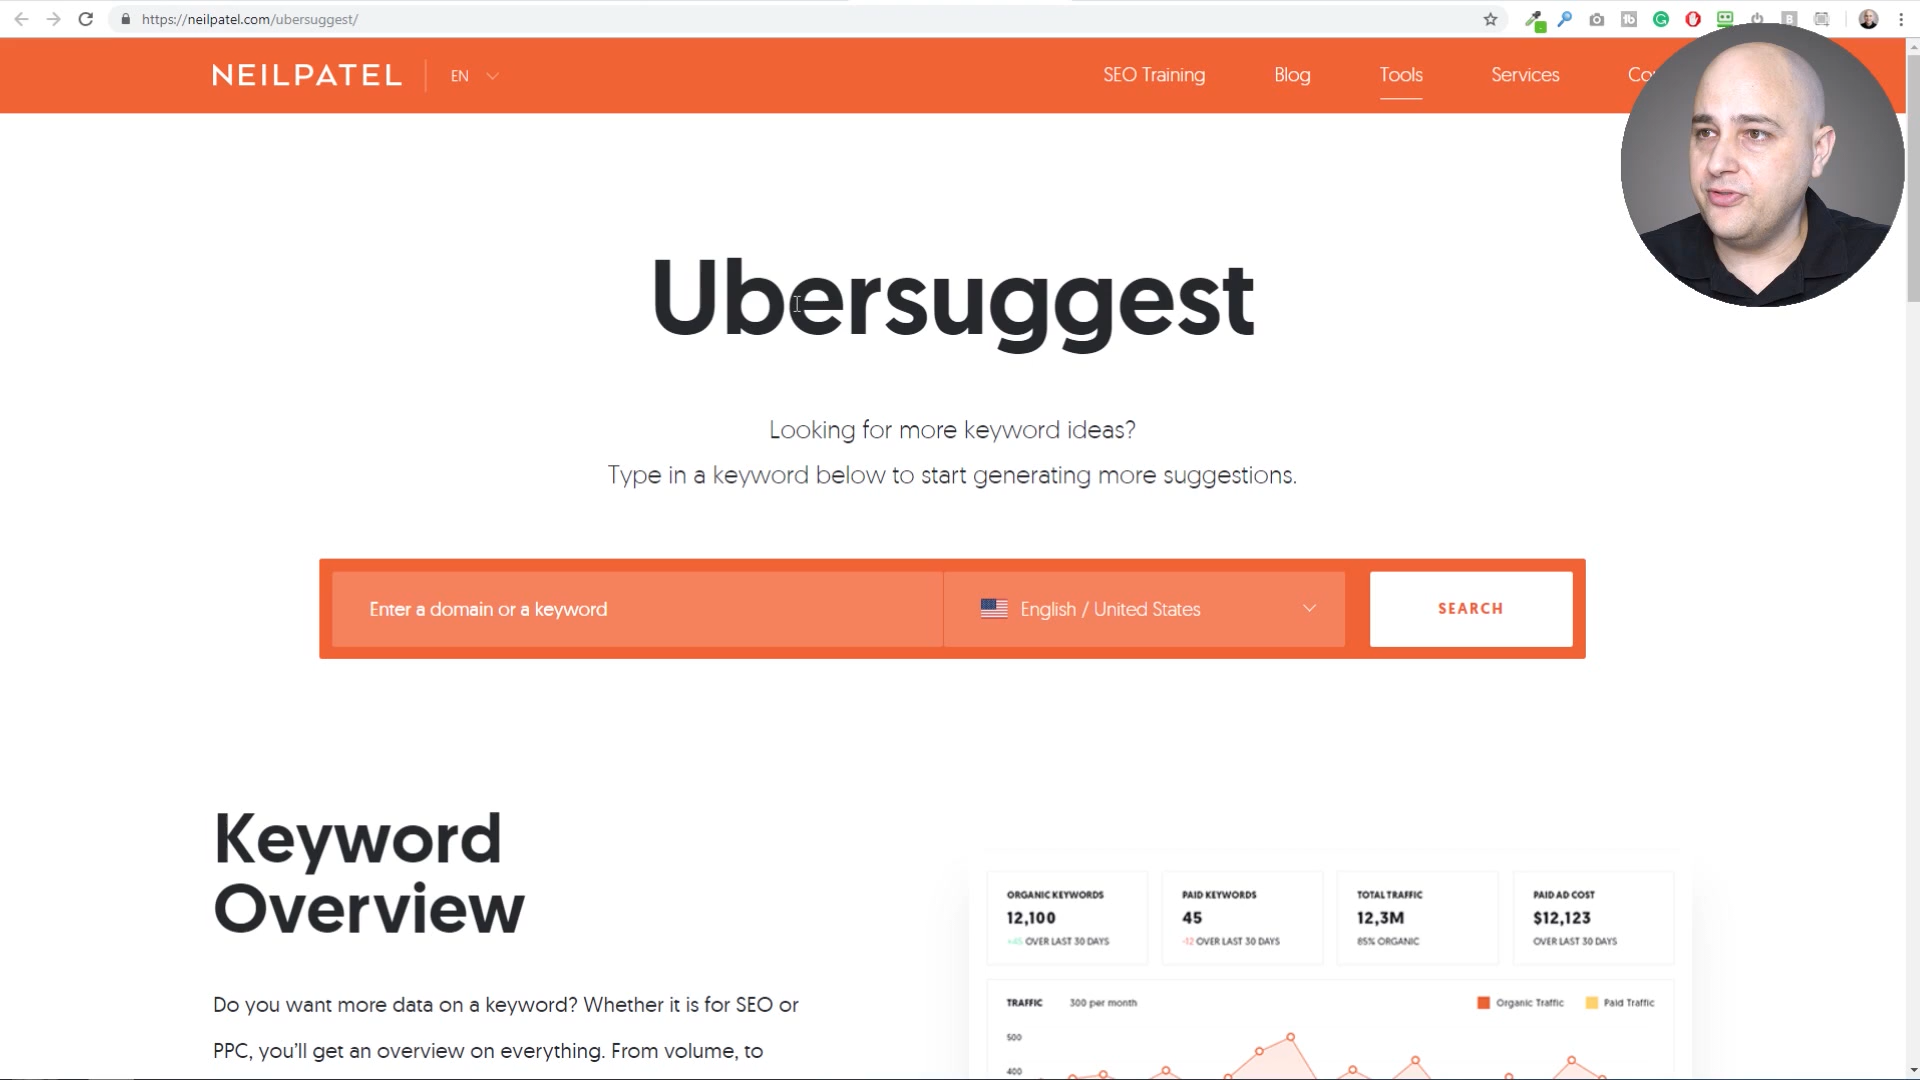 https://neilpatel.com/ubersuggest/
NEILPATEL
EN
SEO Training
Blog
Tools
Services
Ubersuggest
Looking for more keyword ideas?
Type in a keyword below to start generating more suggestions.
Enter a domain or a keyword
English / United States
SEARCH
Keyword
Overview
Do you want more data on a keyword? Whether it is for SEO or
PPC, you'll get an overview on everything. From volume, to
ORGANIC KEYWORDS
12,100
+45 OVER LAST 30 DAYS
PAID KEYWORDS
45
-12 OVER LAST 30 DAYS
TOTAL TRAFFIC
12,3M
85% ORGANIC
PAID AD COST
$12,123
OVER LAST 30 DAYS
TRAFFIC
300 per month
Organic Traffic
Paid Traffic
500
400